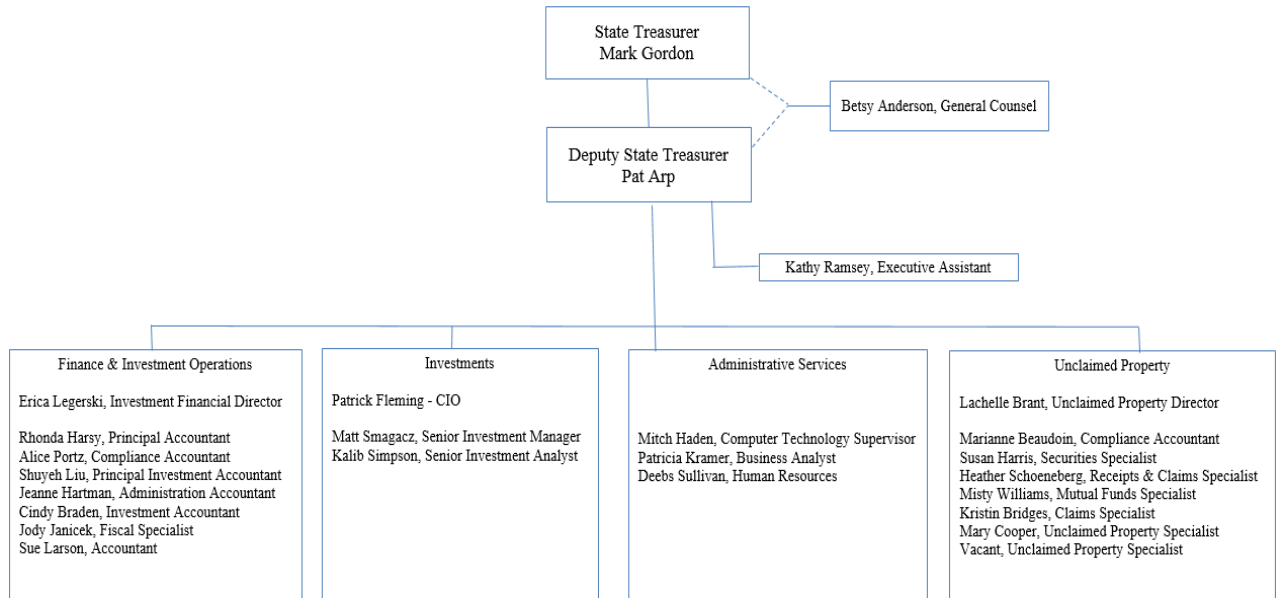 State Treasurer
Mark Gordon
Betsy Anderson, General Counsel
Deputy State Treasurer
Pat Arp
Kathy Ramsey, Executive Assistant
Finance & Investment Operations
Erica Legerski, Investment Financial Director
Rhonda Harsy, Principal Accountant
Alice Portz, Compliance Accountant
Shuyeh Liu, Principal Investment Accountant
Jeanne Hartman, Administration Accountant
Cindy Braden, Investment Accountant
Jody Janicek, Fiscal Specialist
Sue Larson, Accountant
Investments
Patrick Fleming - CIO
Matt Smagacz, Senior Investment Manager
Kalib Simpson, Senior Investment Analyst
Administrative Services
Mitch Haden, Computer Technology Supervisor
Patricia Kramer, Business Analyst
Deebs Sullivan, Human Resources
Unclaimed Property
Lachelle Brant, Unclaimed Property Director
Marianne Beaudoin, Compliance Accountant
Susan Harris, Securities Specialist
Heather Schoeneberg, Receipts & Claims Specialist
Misty Williams, Mutual Funds Specialist
Kristin Bridges, Claims Specialist
Mary Cooper, Unclaimed Property Specialist
Vacant, Unclaimed Property Specialist